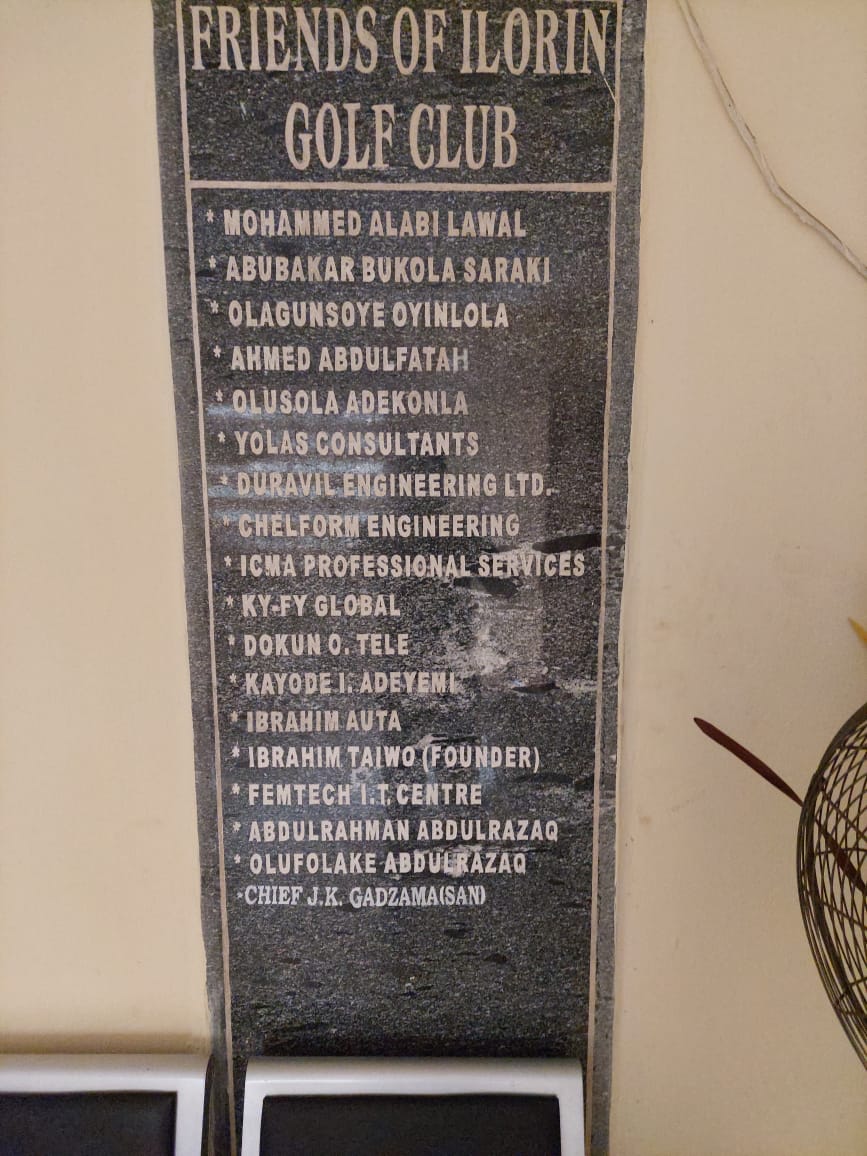 FRIENDS OF ILORIN
GOLF CLUB
* MOHAMMED ALABI LAWAL
* ABUBAKAR BUKOLA SARAKI
* OLAGUNSOYE OYINLOLA
* AHMED ABDULFATAH
* OLUSOLA ADEKONLA
* YOLAS CONSULTANTS
* DURAVIL ENGINEERING LTD.
* CHELFORM ENGINEERING
* ICMA PROFESSIONAL SERVICES
* KY-FY GLOBAL
* DOKUN O. TELE
* KAYODE I. ADEYEMI
* IBRAHIM AUTA
* IBRAHIM TAIWO (FOUNDER)
* FEMTECH I.T. CENTRE
* ABDULRAHMAN ABDULRAZAQ
* OLUFOLAKE ABDULRAZAQ
-CHIEF J.K. GADZAMA(SAN)